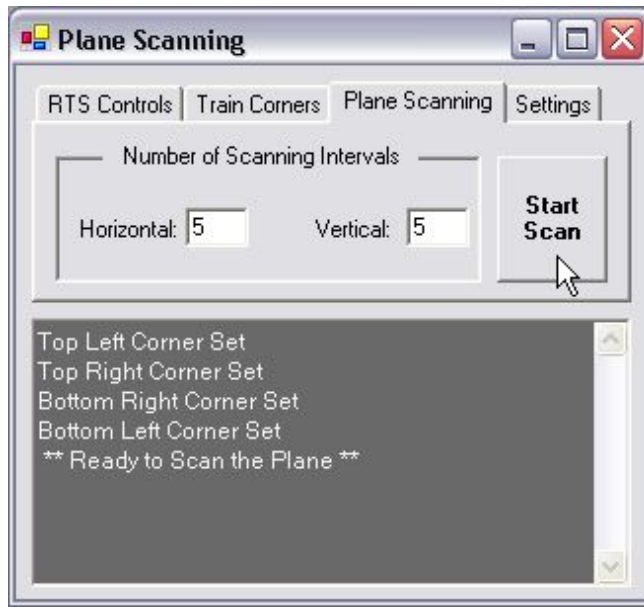 Plane Scanning
RTS Controls Train Corners Plane Scanning Settings
Number of Scanning Intervals
Horizontal: 5 Vertical: 5
Start
Scan
Top Left Corner Set
Top Right Corner Set
Bottom Right Corner Set
Bottom Left Corner Set
** Ready to Scan the Plane **